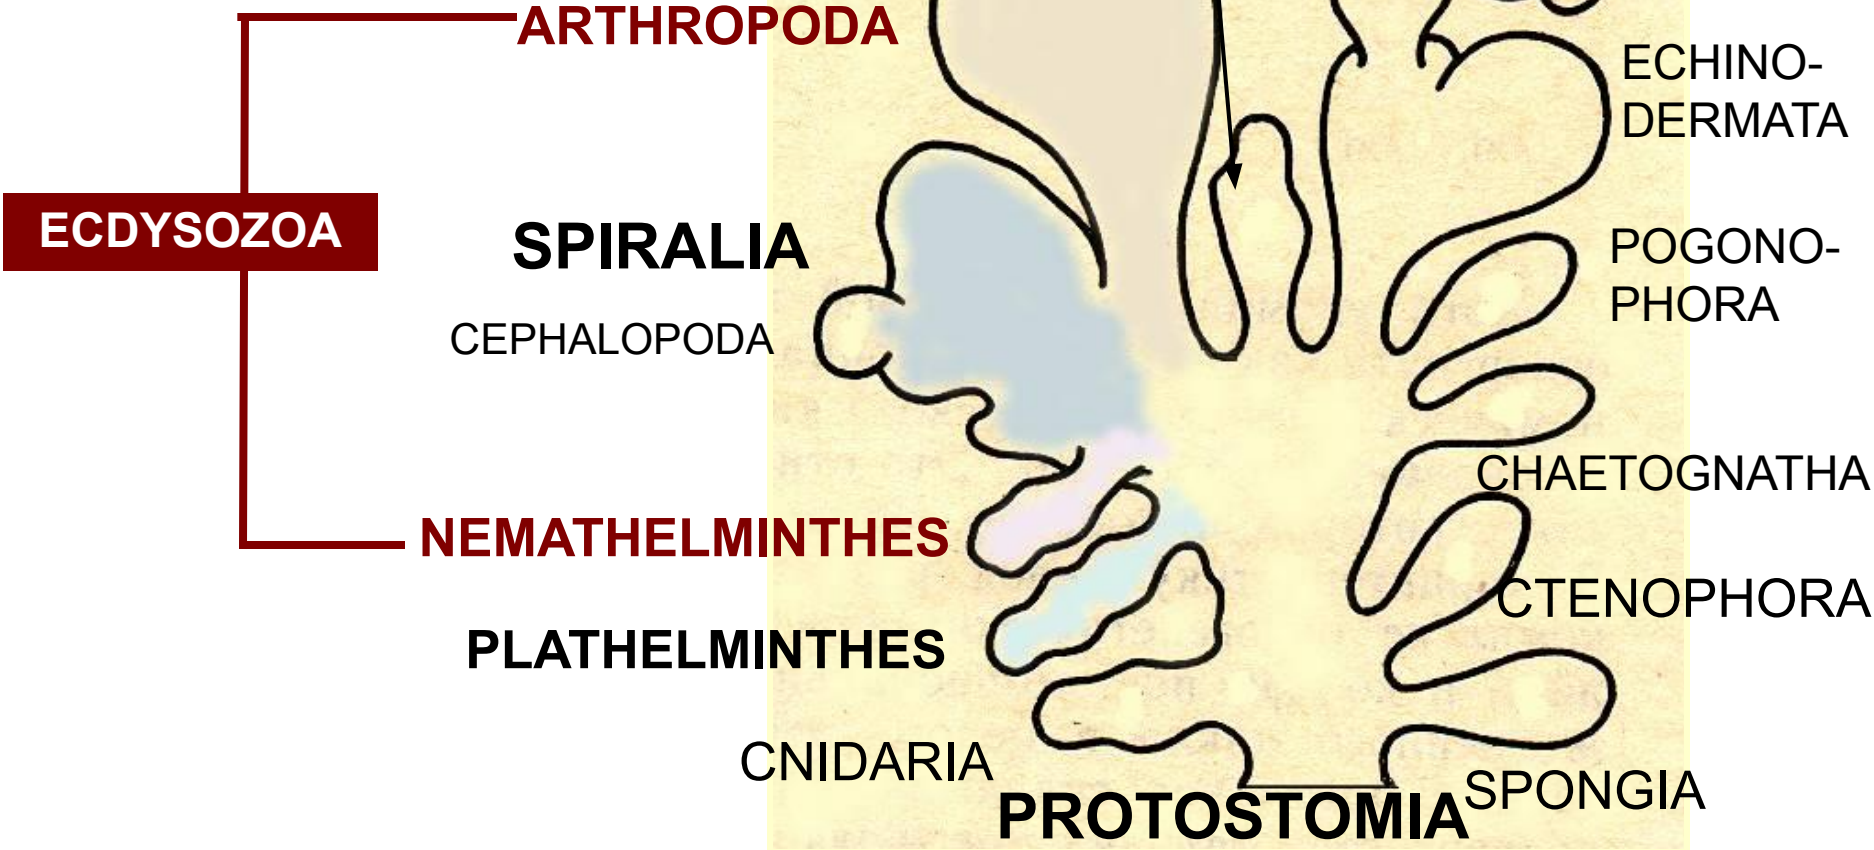 ARTHROPODA
ECHINO-
DERMATA
ECDYSOZOA
SPIRALIA
POGONO-
PHORA
CEPHALOPODA
CHAETOGNATHA
NEMATHELMINTHES
CTENOPHORA
PLATHELMINTHES
CNIDARIA
SPONGIA
PROTOSTOMIA